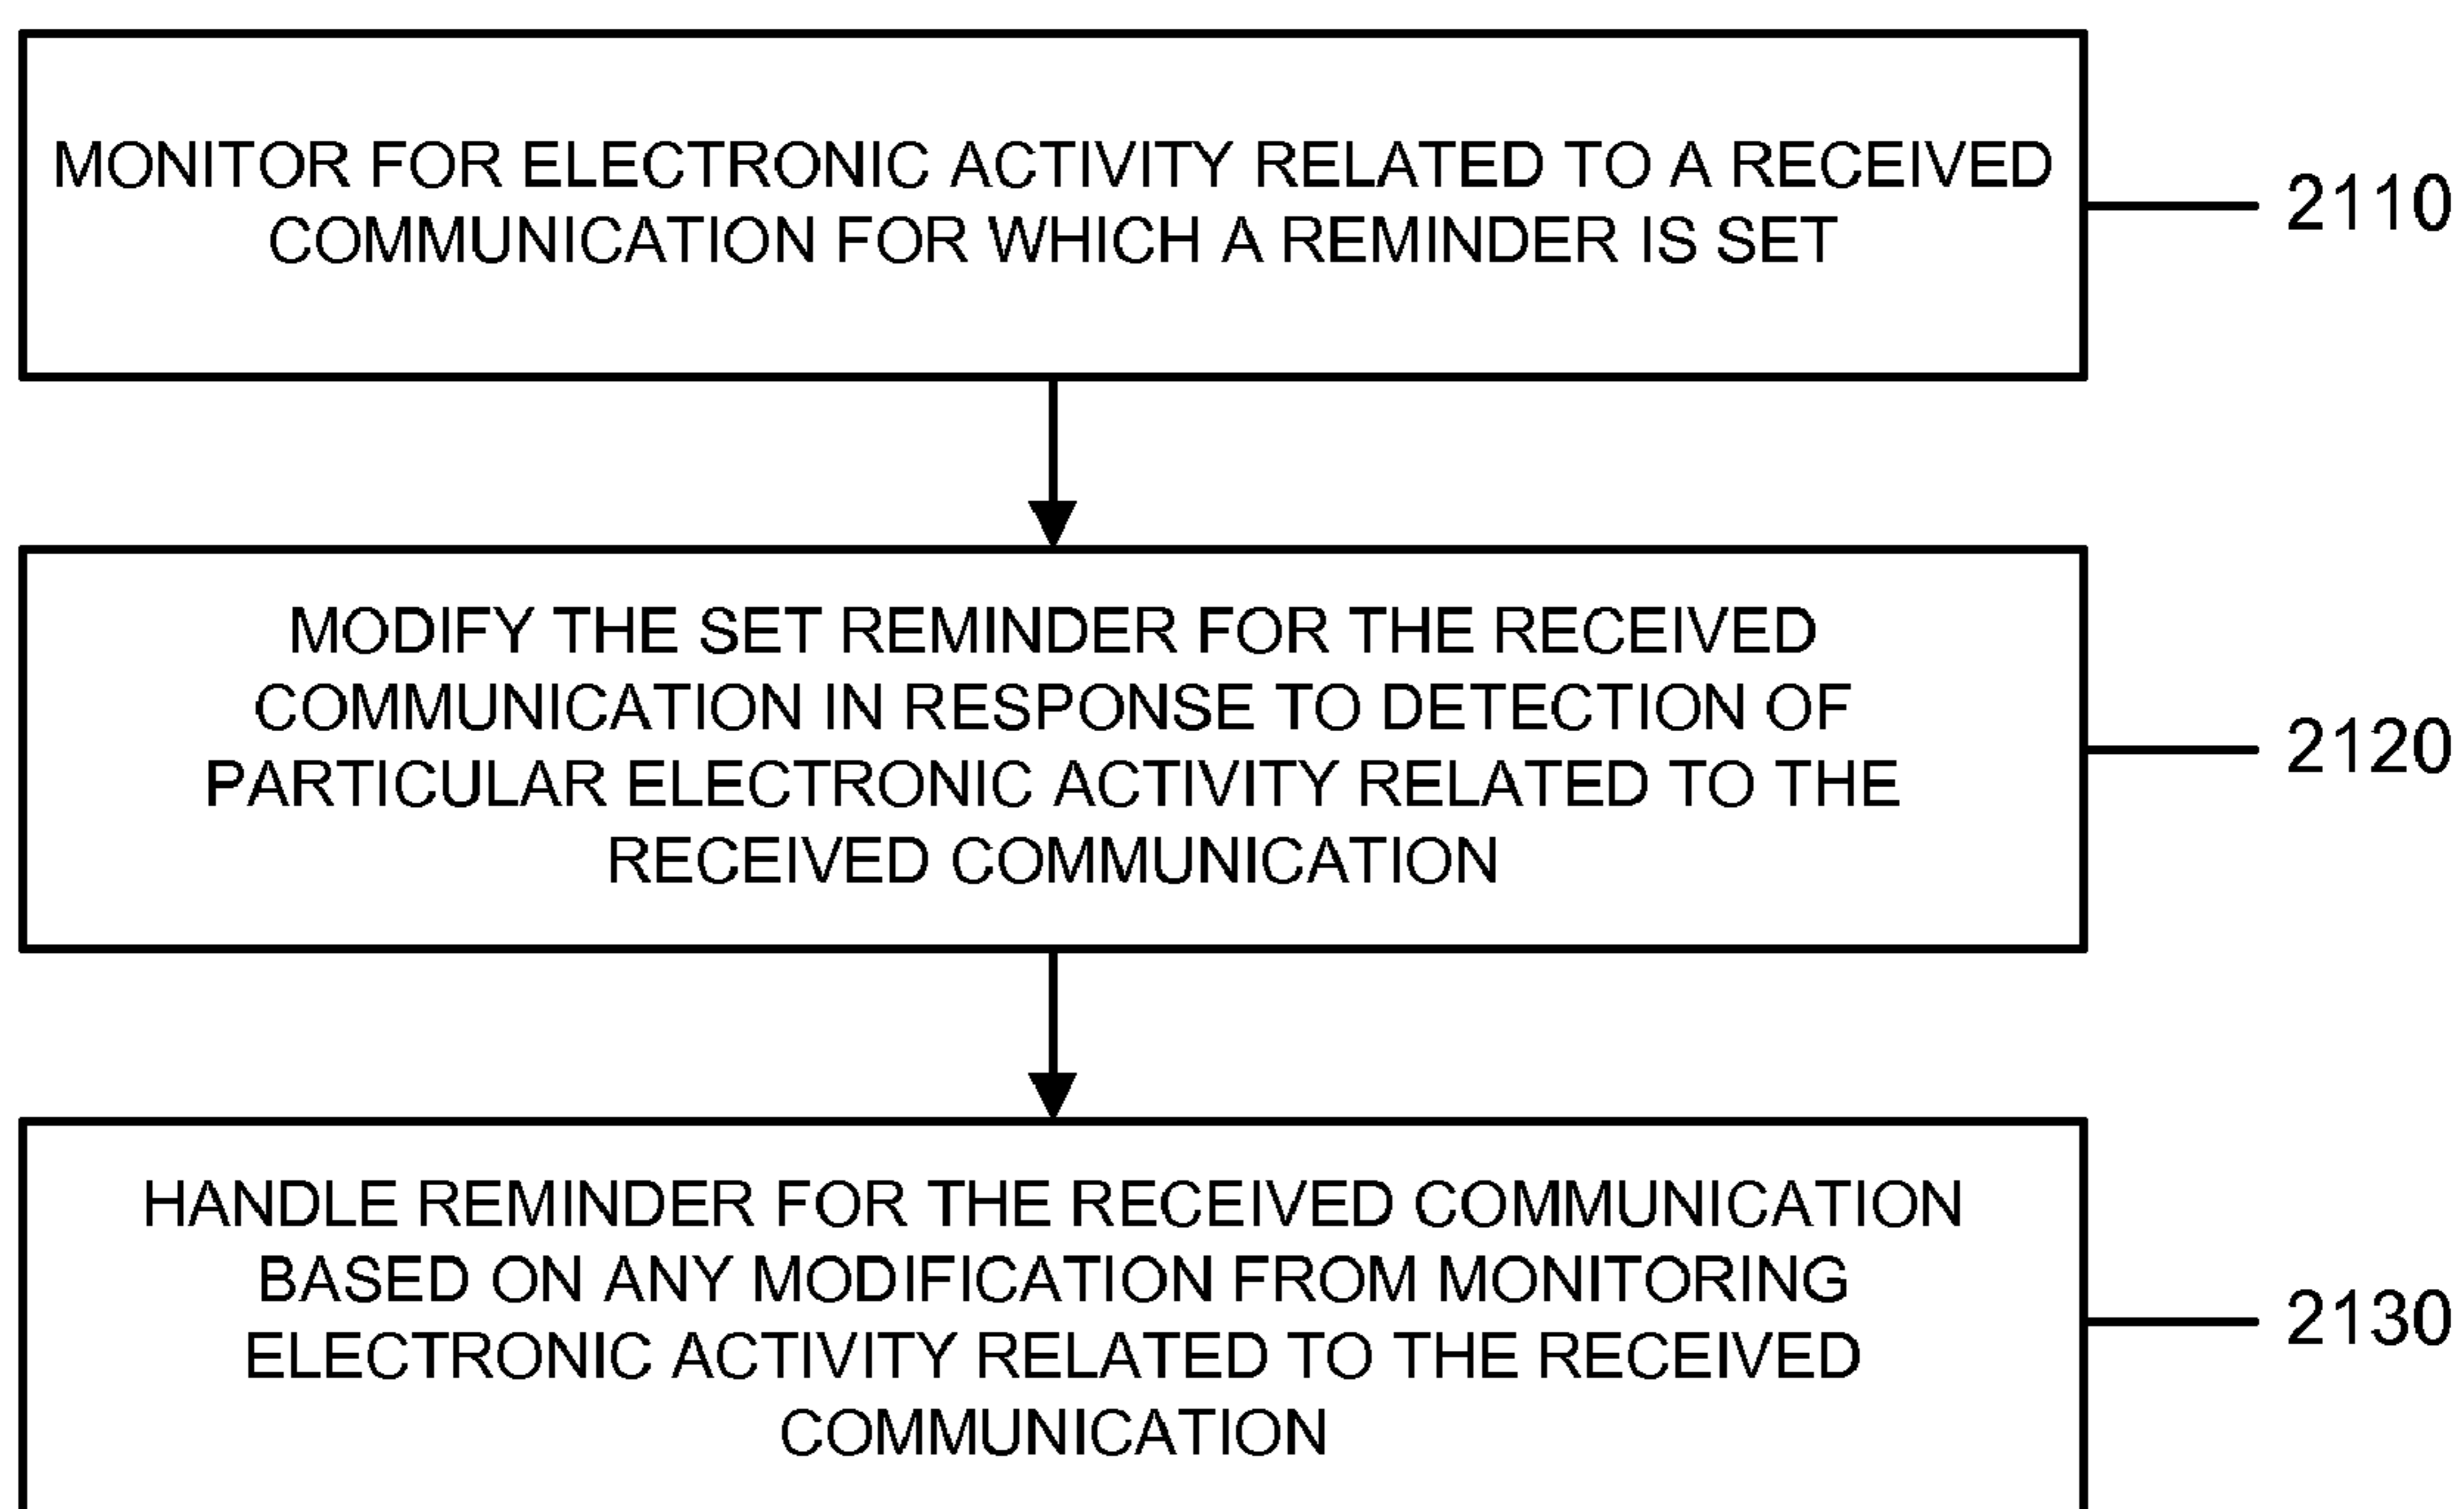 MONITOR FOR ELECTRONIC ACTIVITY RELATED TO A RECEIVED
COMMUNICATION FOR WHICH A REMINDER IS SET
2110
MODIFY THE SET REMINDER FOR THE RECEIVED
COMMUNICATION IN RESPONSE TO DETECTION OF
PARTICULAR ELECTRONIC ACTIVITY RELATED TO THE
RECEIVED COMMUNICATION
2120
HANDLE REMINDER FOR THE RECEIVED COMMUNICATION
BASED ON ANY MODIFICATION FROM MONITORING
ELECTRONIC ACTIVITY RELATED TO THE RECEIVED
COMMUNICATION
2130